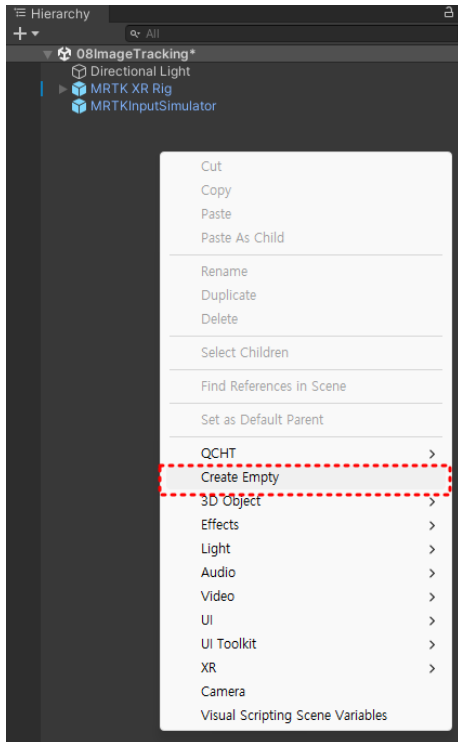 Hierarchy
All
08ImageTracking*
Directional Light
MRTK XR Rig
MRTKInputSimulator
Cut
Copy
Paste
Paste As Child
Rename
Duplicate
Delete
Select Children
Find References in Scene
Set as Default Parent
QCHT
Create Empty
3D Object
Effects
Light
Audio
Video
UI
UI Toolkit
XR
Camera
Visual Scripting Scene Variables